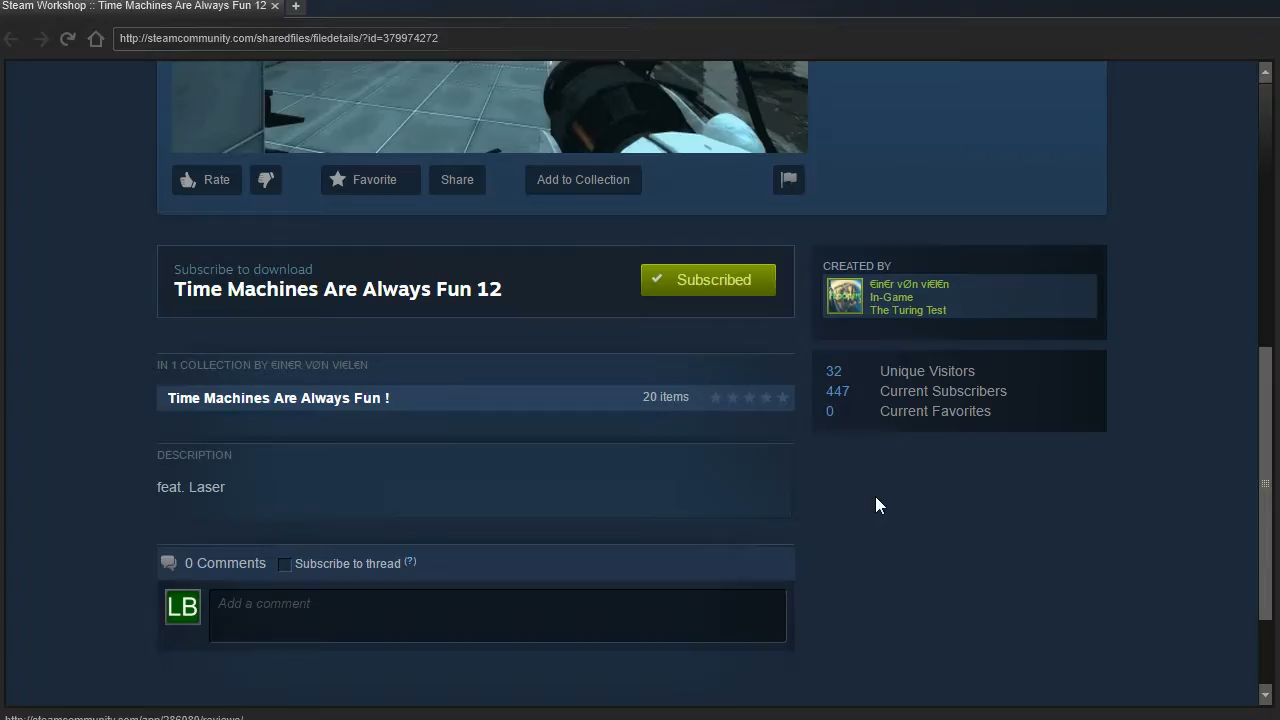 Steam Workshop :: Time Machines Are Always Fun 12
http://steamcommunity.com/sharedfiles/filedetails/?id=379974272
Rate
Favorite
Share
Add to Collection
Subscribe to download
Time Machines Are Always Fun 12
Subscribed
CREATED BY
€in€r vØn vi€l€n
In-Game
The Turing Test
IN 1 COLLECTION BY €IN€R VØN VI€L€N
Time Machines Are Always Fun !
20 items
32 Unique Visitors
447 Current Subscribers
0 Current Favorites
DESCRIPTION
feat. Laser
0 Comments
Subscribe to thread (?)
LB
Add a comment